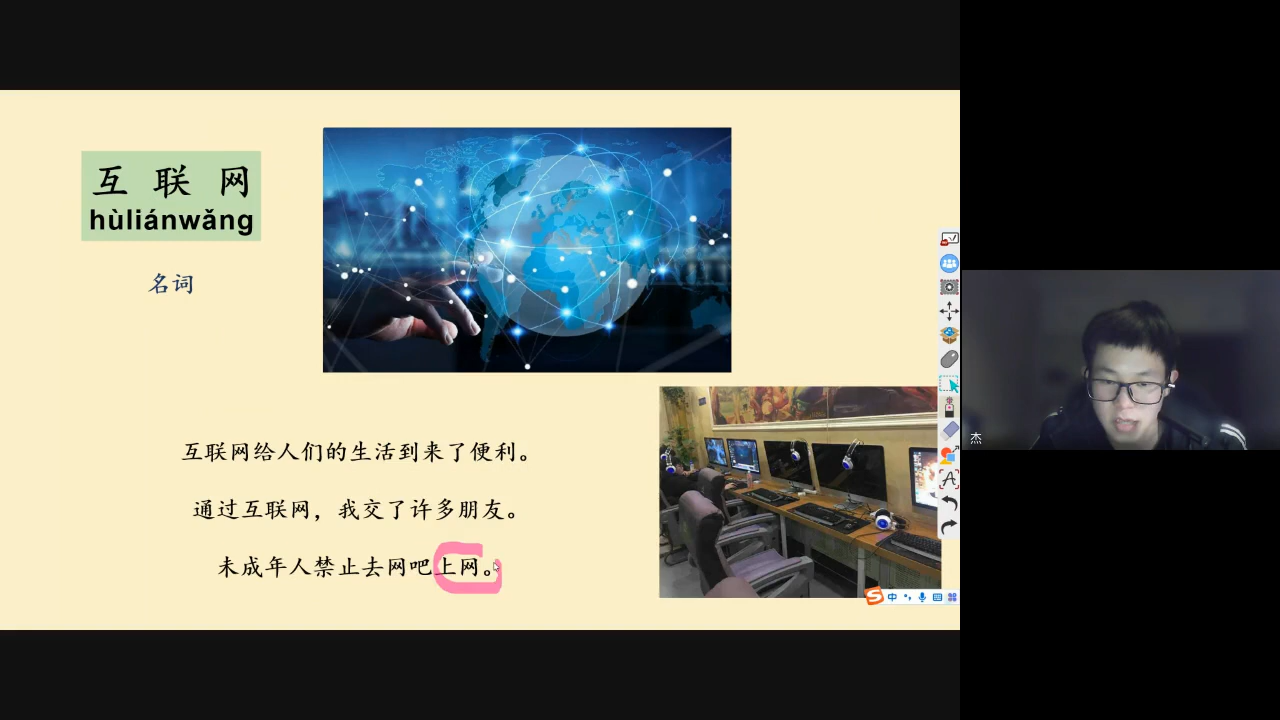 互联网
hùliánwǎng
名词
互联网给人们的生活到来了便利。
通过互联网，我交了许多朋友。
未成年人禁止去网吧上网。
杰
中